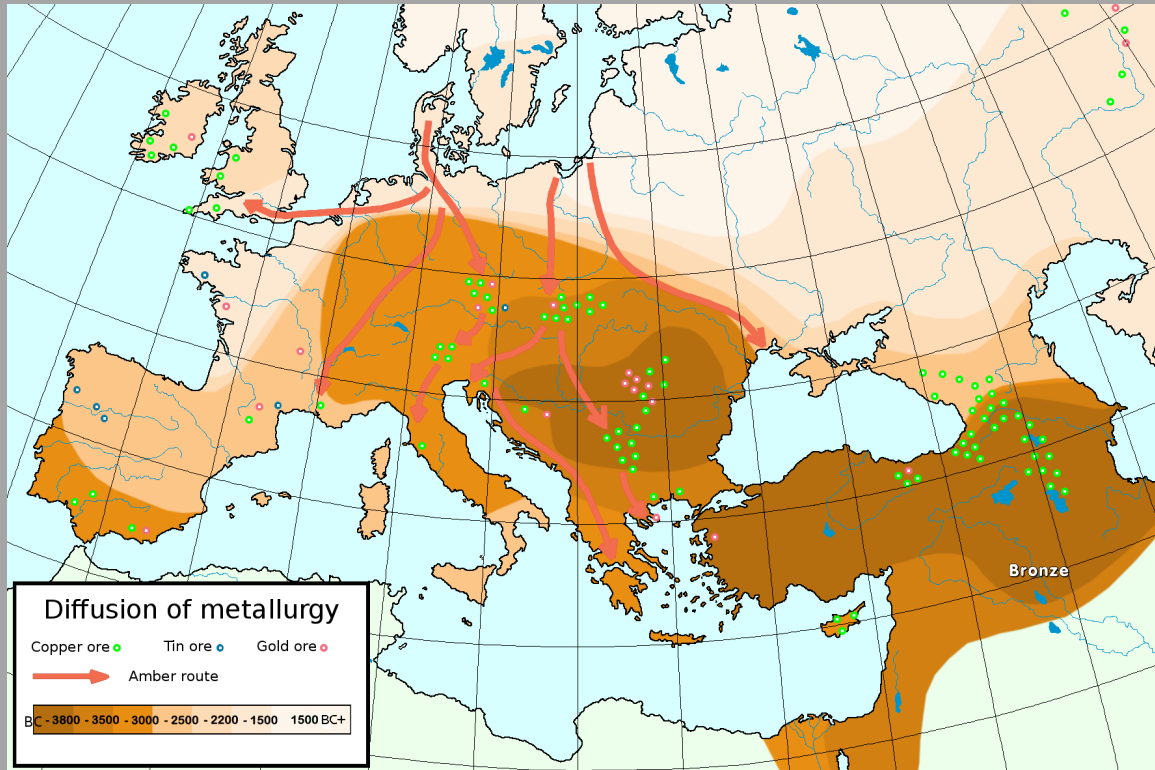 Bronze
Diffusion of metallurgy
Copper ore Tin ore Gold ore
Amber route
BC - 3800 - 3500 - 3000 - 2500 - 2200 - 1500 1500 BC+